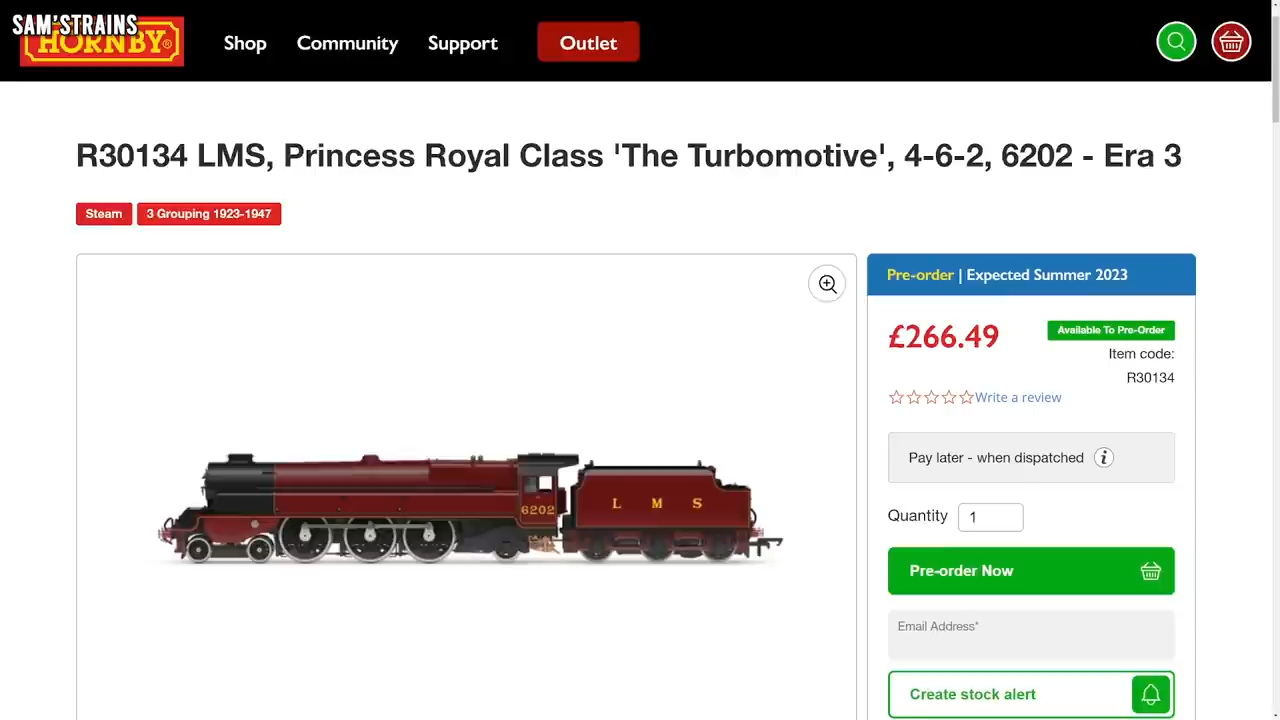 SAM'STRAINS
HORNBY®
Shop Community Support Outlet
R30134 LMS, Princess Royal Class 'The Turbomotive', 4-6-2, 6202 - Era 3
Steam 3 Grouping 1923-1947
Pre-order | Expected Summer 2023
£266.49
Available To Pre-Order
Item code:
R30134
Write a review
Pay later - when dispatched i
Quantity 1
Pre-order Now
Email Address*
Create stock alert
6202
L M S